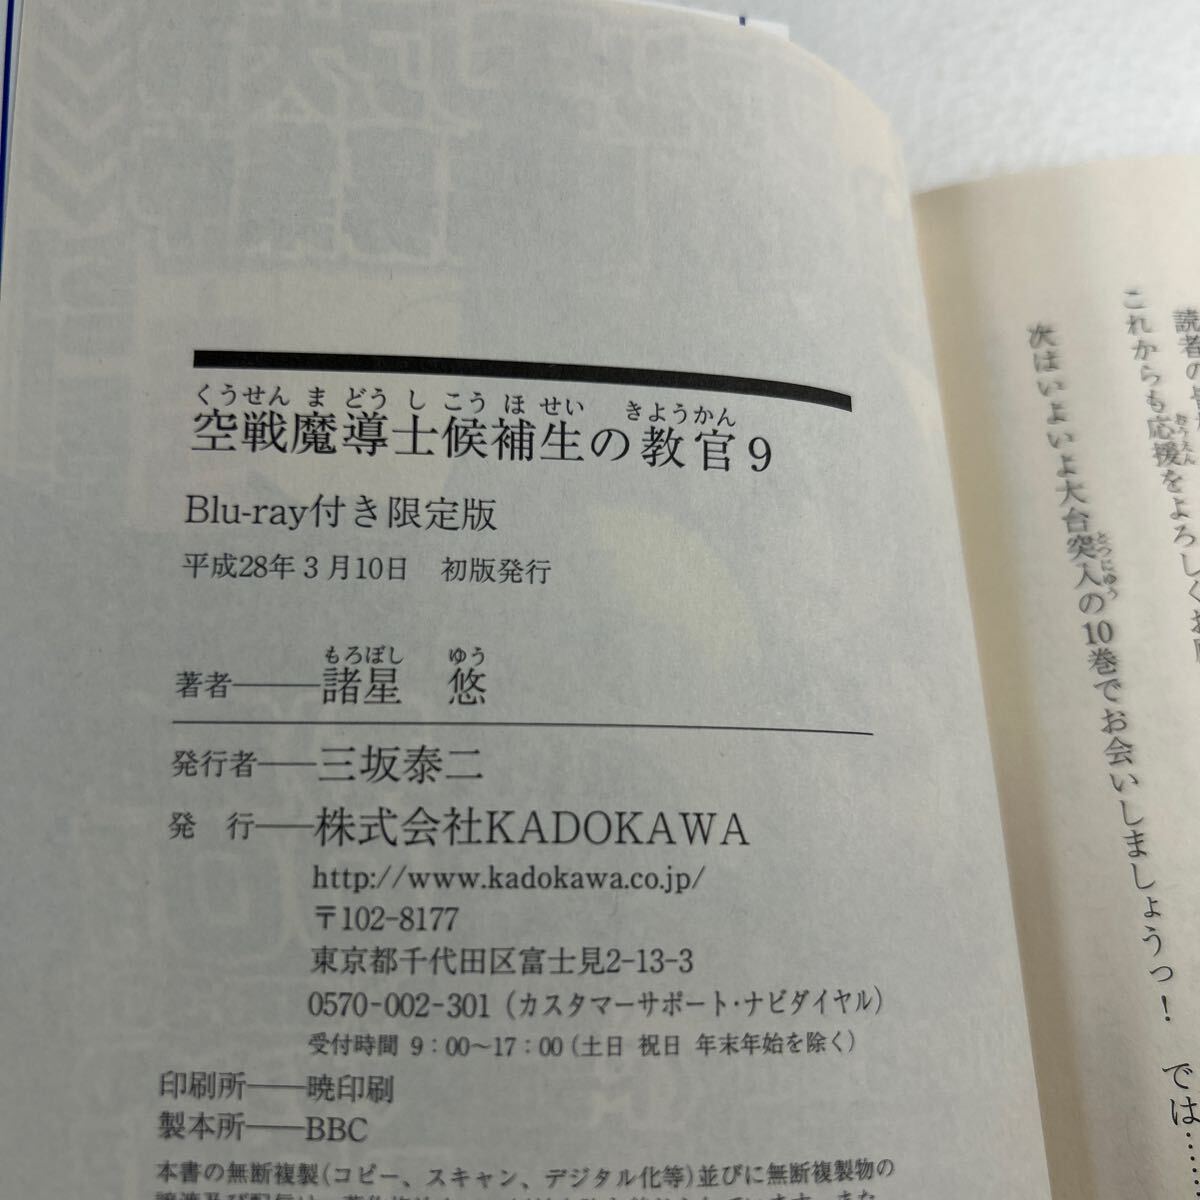 くうせん ま どう し こう ほ せい きようかん
空戦魔導士候補生の教官9
Blu-ray付き限定版
平成28年3月10日 初版発行
もろぼし ゆう
著者──諸星 悠
発行者──三坂泰二
発 行──株式会社KADOKAWA
http://www.kadokawa.co.jp/
〒102-8177
東京都千代田区富士見2-13-3
0570-002-301(カスタマーサポート・ナビダイヤル)
受付時間 9:00〜17:00(土日 祝日 年末年始を除く)
印刷所──暁印刷
製本所──BBC
本書の無断複製(コピー、スキャン、デジタル化等)並びに無断複製物の
読者の
これからも応援をよろしくお
おうえん
次はいよいよ大台突入の10巻でお会いしましょうっ! では……
とつにゅう